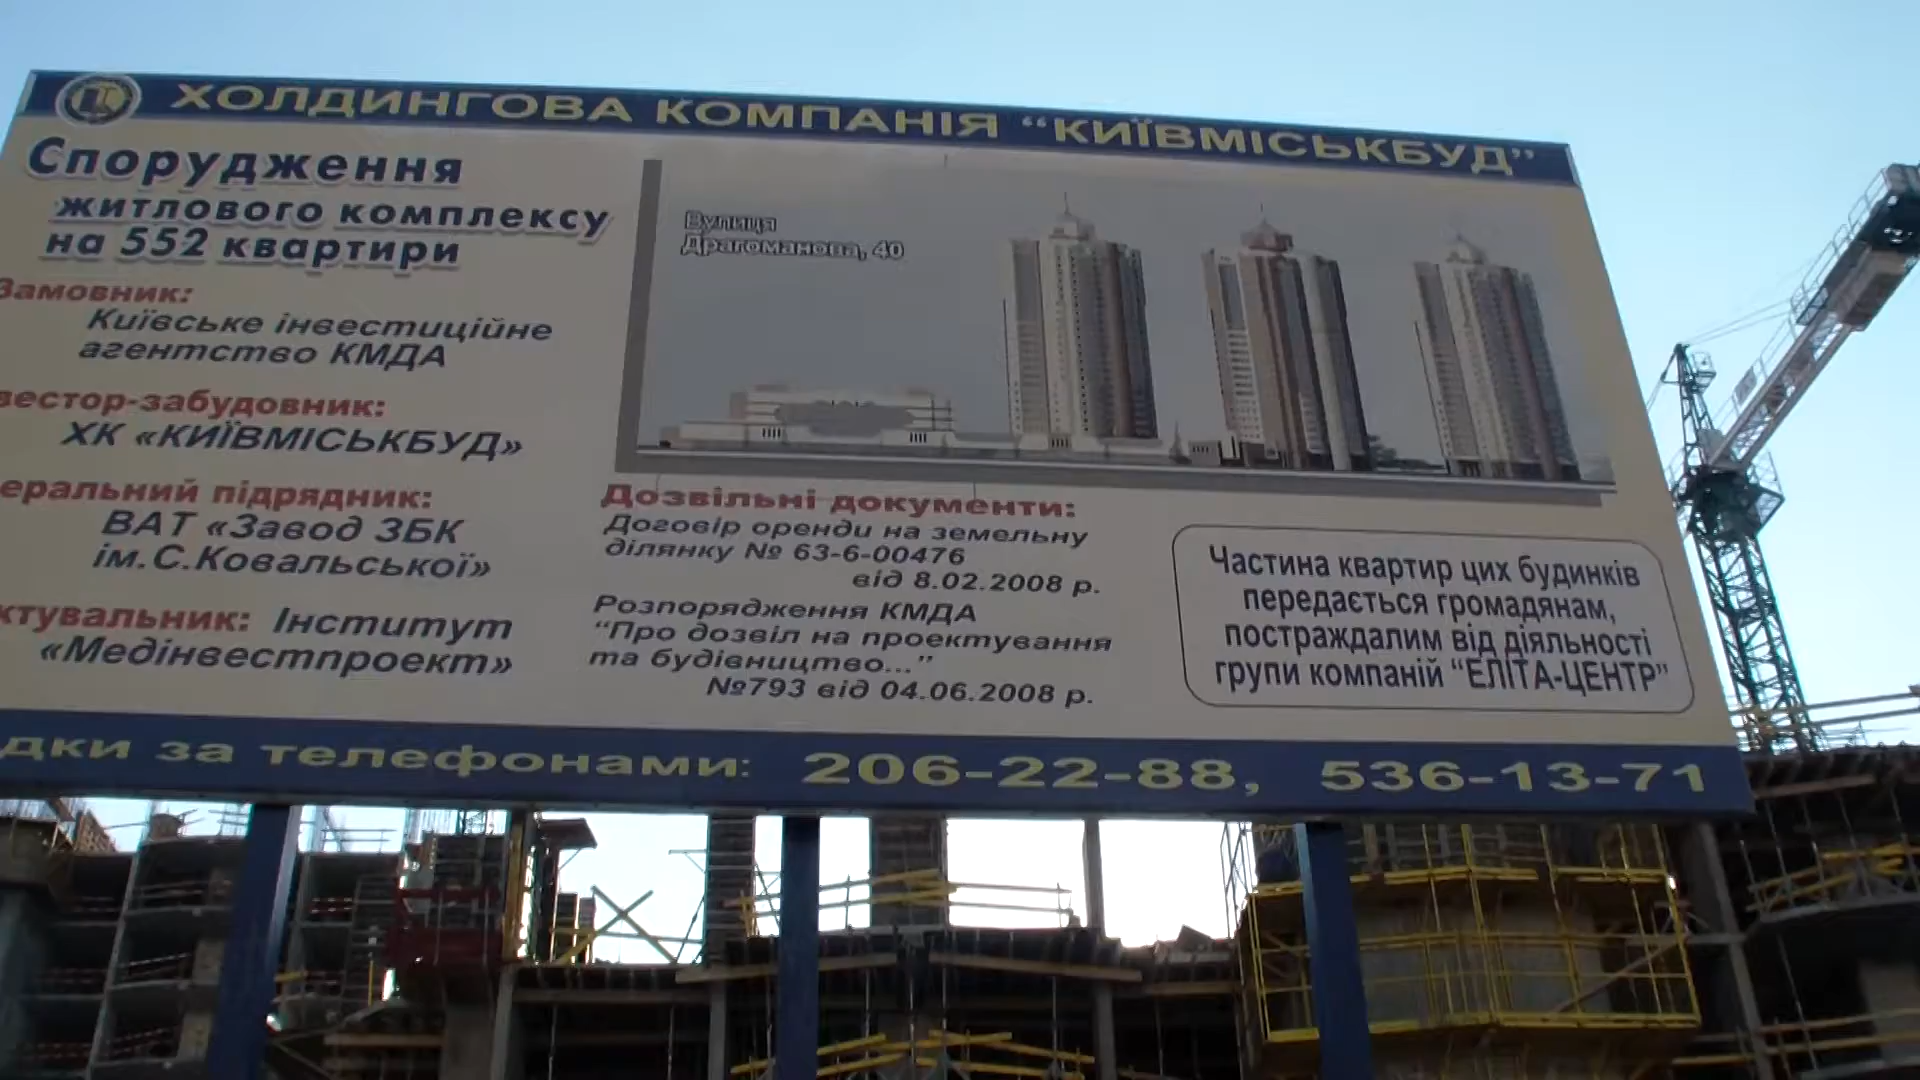 ХОЛДИНГОВА КОМПАНІЯ “КИЇВМІСЬКБУД”
Спорудження
житлового комплексу
на 552 квартири
Замовник:
Київське інвестиційне
агентство КМДА
вестор-забудовник:
ХК «КИЇВМІСЬКБУД»
еральний підрядник:
ВАТ «Завод ЗБК
ім.С.Ковальської»
ктувальник: Інститут
«Медінвестпроект»
Вулиця
Драгоманова, 40
Дозвільні документи:
Договір оренди на земельну
ділянку № 63-6-00476
від 8.02.2008 р.
Розпорядження КМДА
“Про дозвіл на проектування
та будівництво...”
№793 від 04.06.2008 р.
Частина квартир цих будинків
передається громадянам,
постраждалим від діяльності
групи компаній “ЕЛІТА-ЦЕНТР”
дки за телефонами: 206-22-88, 536-13-71